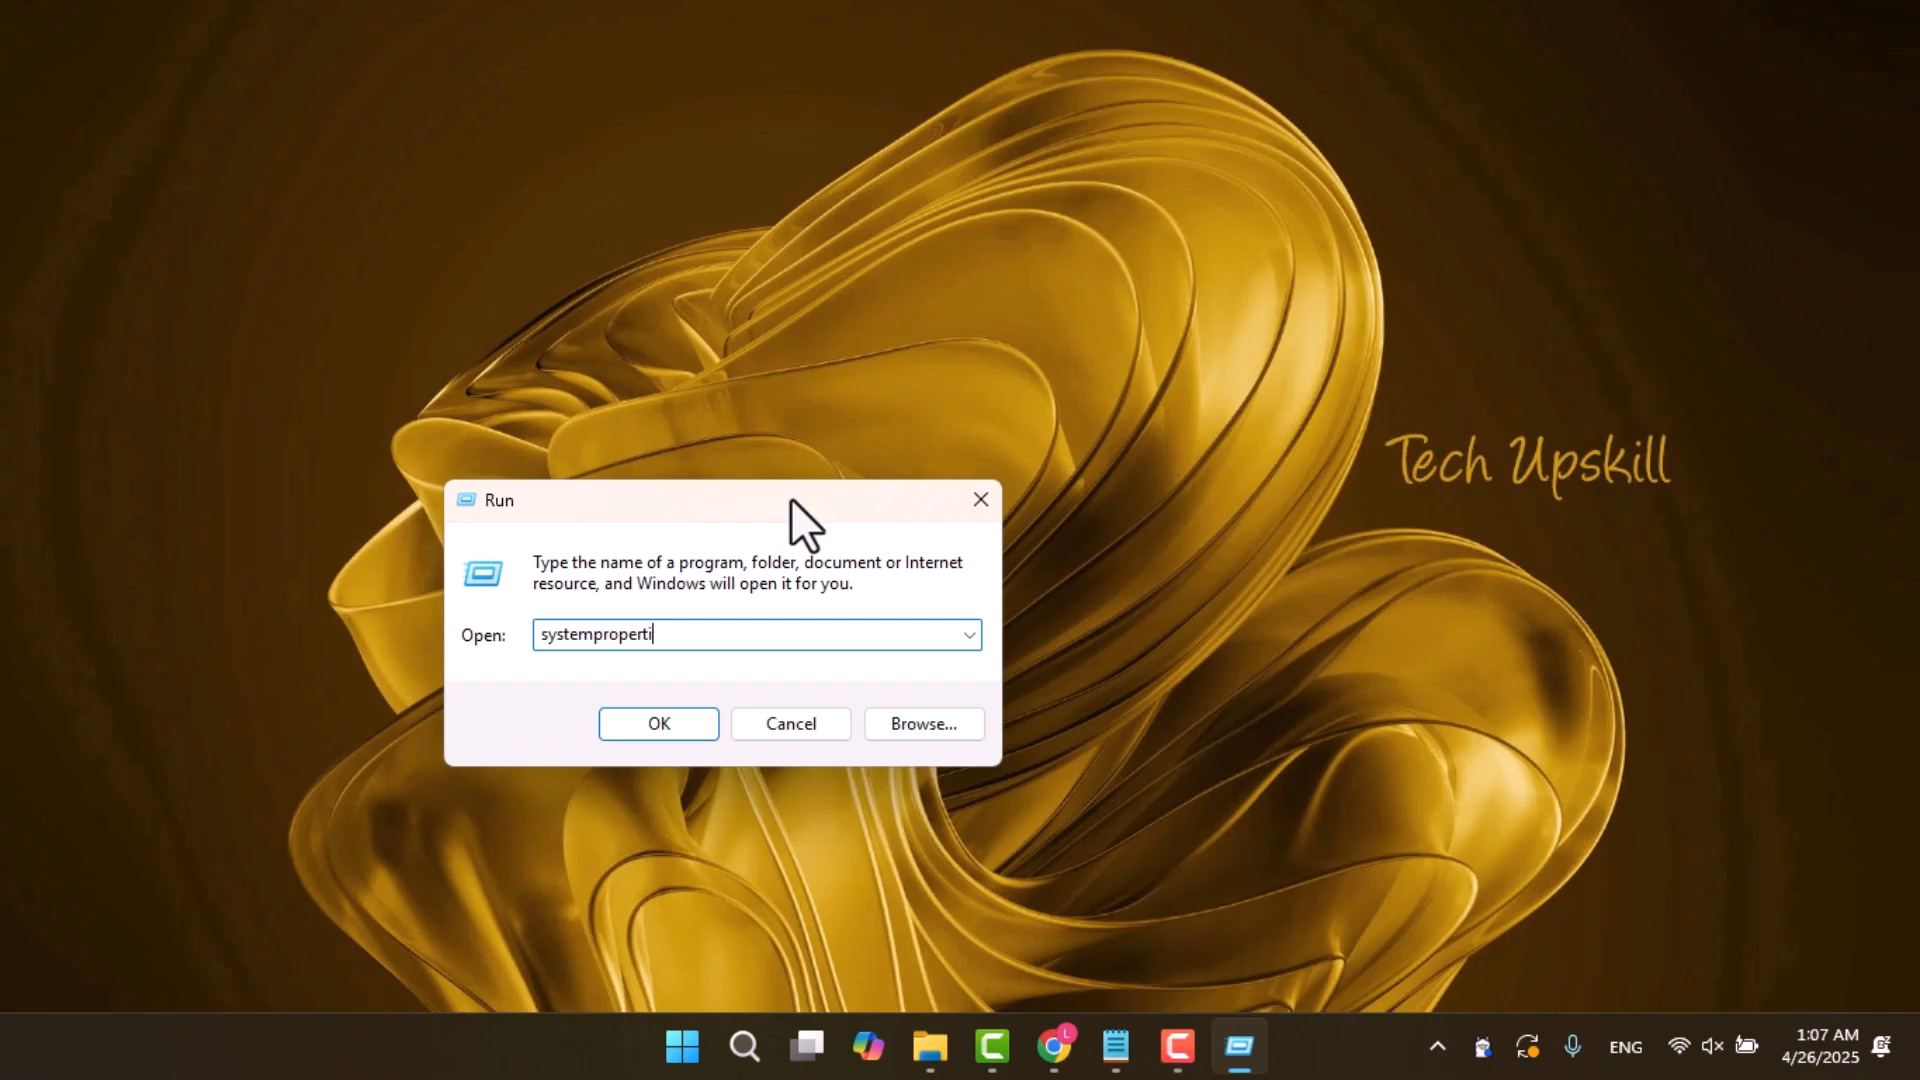 Tech Upskill
Run
Type the name of a program, folder, document or Internet
resource, and Windows will open it for you.
Open:
systemproperti
OK
Cancel
Browse...
L
ENG
1:07 AM
4/26/2025